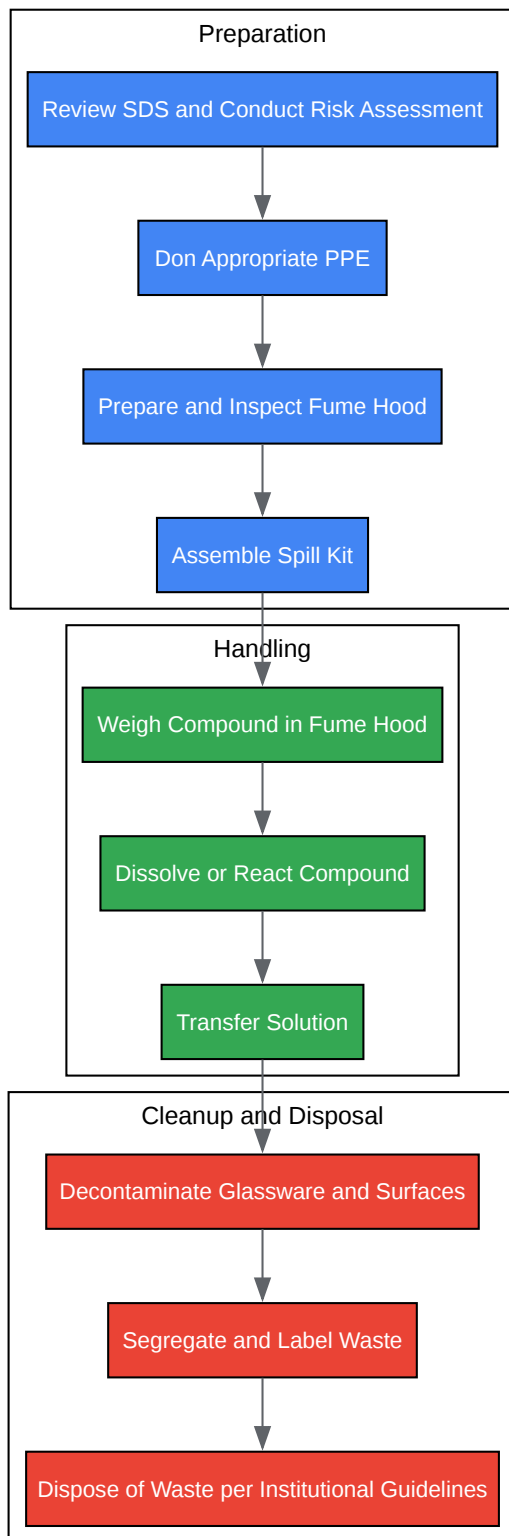 Preparation
Review SDS and Conduct Risk Assessment
Don Appropriate PPE
Prepare and Inspect Fume Hood
Assemble Spill Kit
Handling
Weigh Compound in Fume Hood
Dissolve or React Compound
Transfer Solution
Cleanup and Disposal
Decontaminate Glassware and Surfaces
Segregate and Label Waste
Dispose of Waste per Institutional Guidelines